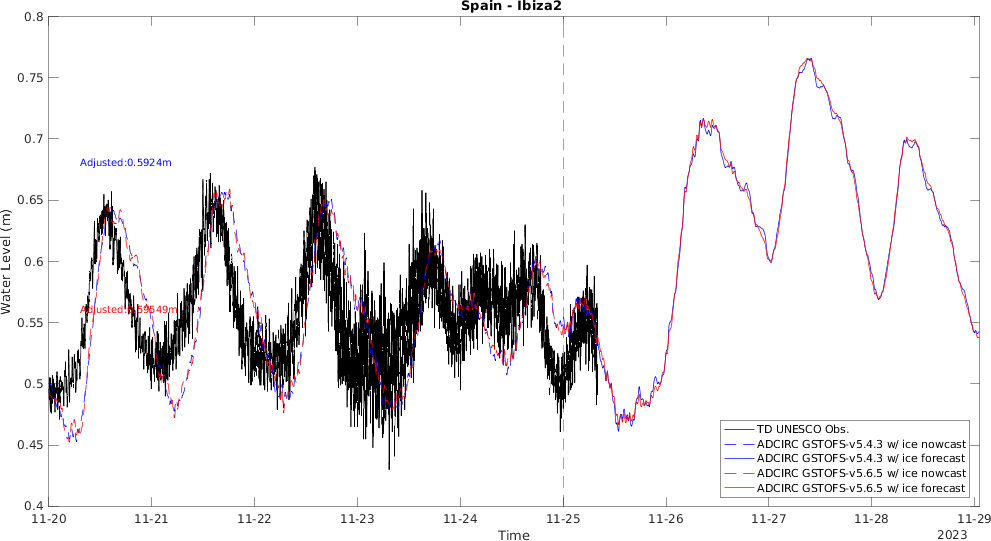 Spain - Ibiza2
0.8
0.75
0.7
0.65
0.6
0.55
0.5
0.45
0.4
Water Level (m)
Adjusted:0.5924m
Adjusted:0.59549m
TD UNESCO Obs.
ADCIRC GSTOFS-v5.4.3 w/ ice nowcast
ADCIRC GSTOFS-v5.4.3 w/ ice forecast
ADCIRC GSTOFS-v5.6.5 w/ ice nowcast
ADCIRC GSTOFS-v5.6.5 w/ ice forecast
11-20 11-21 11-22 11-23 11-24 11-25 11-26 11-27 11-28 11-29
Time
2023